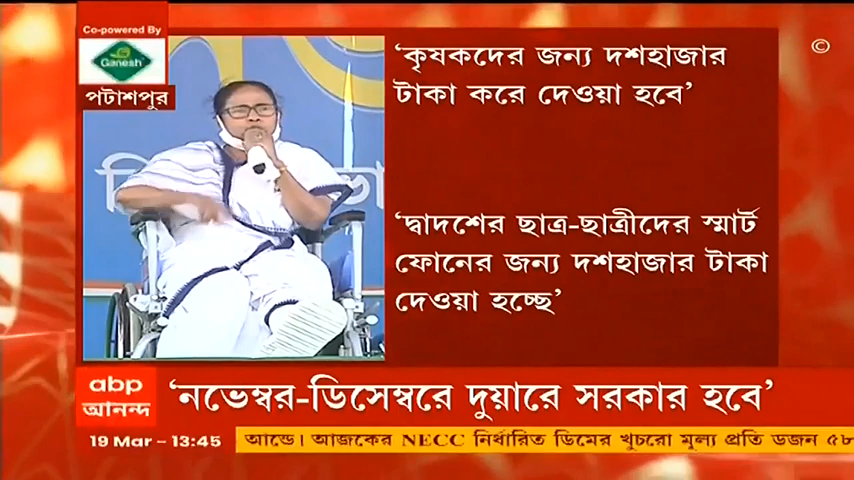 Co-powered By
Ganesh
পটাশপুর
‘কৃষকদের জন্য দশহাজার
টাকা করে দেওয়া হবে’
‘দ্বাদশের ছাত্র-ছাত্রীদের স্মার্ট
ফোনের জন্য দশহাজার টাকা
দেওয়া হচ্ছে’
©
abp
আনন্দ
‘নভেম্বর-ডিসেম্বরে দুয়ারে সরকার হবে’
19 Mar – 13:45
আন্ডে। আজকের NECC নির্ধারিত ডিমের খুচরো মূল্য প্রতি ডজন ৫৮